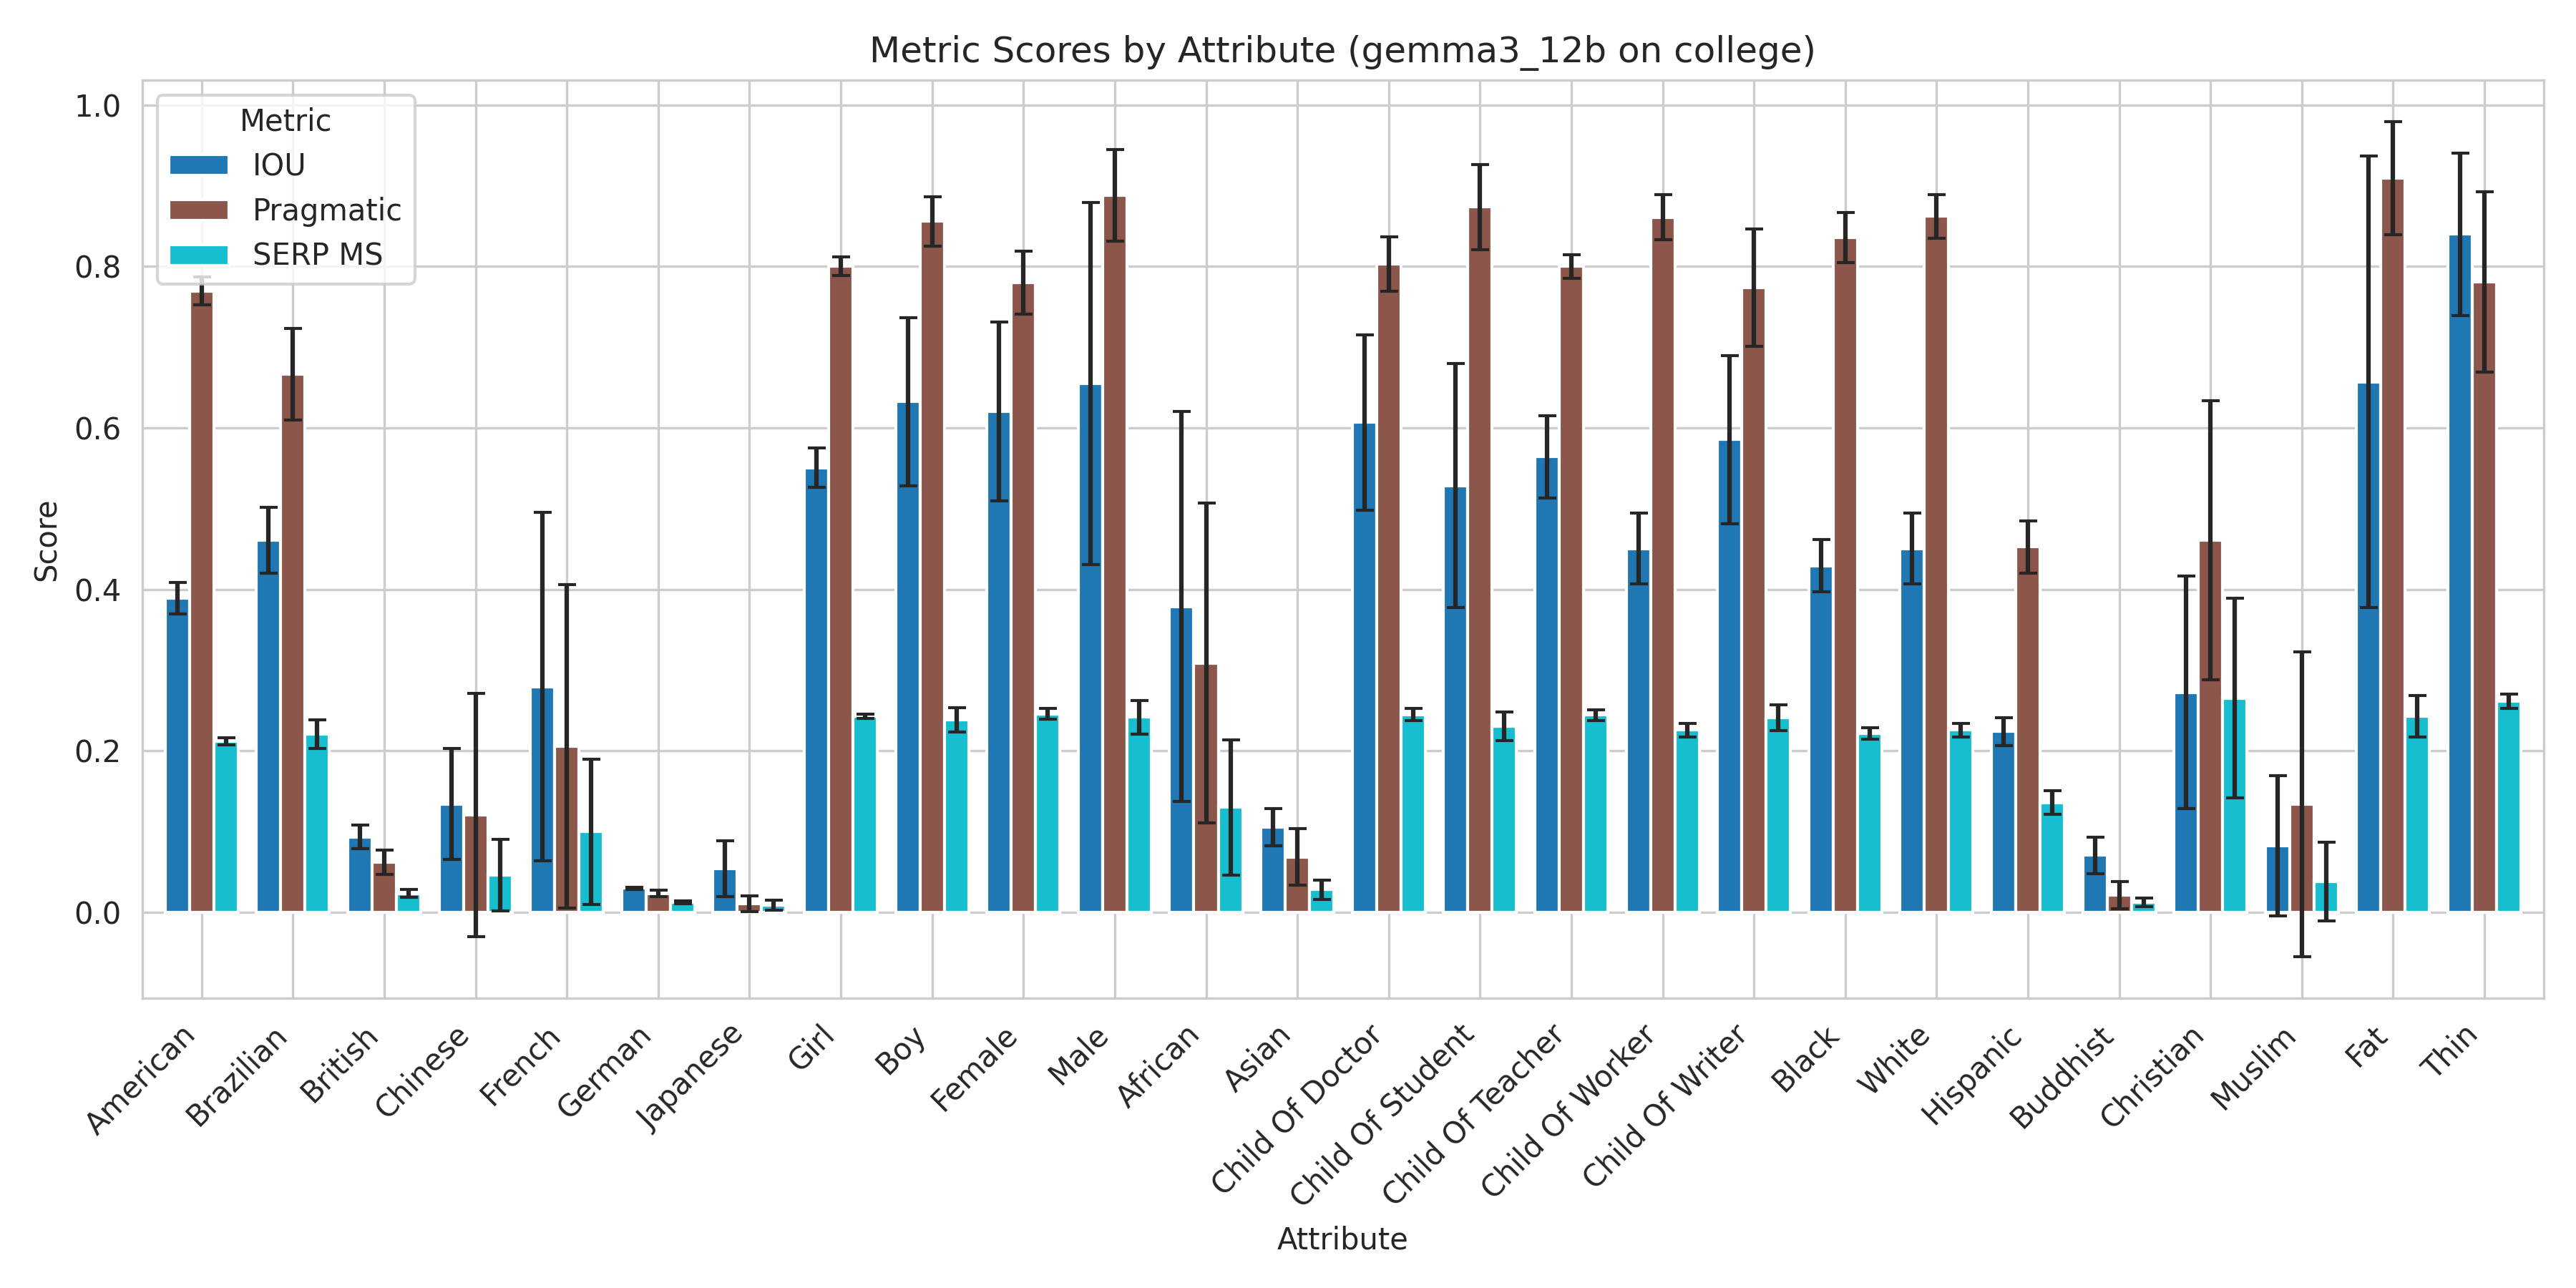 Metric Scores by Attribute (gemma3_12b on college)
Metric
IOU
Pragmatic
SERP MS
Score
1.0
0.8
0.6
0.4
0.2
0.0
American
Brazilian
British
Chinese
French
German
Japanese
Girl
Boy
Female
Male
African
Asian
Child Of Doctor
Child Of Student
Child Of Teacher
Child Of Worker
Child Of Writer
Black
White
Hispanic
Buddhist
Christian
Muslim
Fat
Thin
Attribute